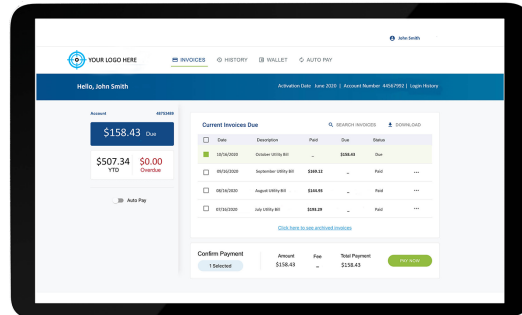 John Smith
YOUR LOGO HERE
INVOICES
HISTORY
WALLET
AUTO PAY
Hello, John Smith
Activation Date June 2020 | Account Number 44567992 | Login History
Account 48753488
$158.43 Due
$507.34 YTD
$0.00 Overdue
Auto Pay
Current Invoices Due
SEARCH INVOICES
DOWNLOAD
Date Description Paid Due Status
10/16/2020 October Utility Bill – $158.43 Due
09/16/2020 September Utility Bill $169.12 – Paid ...
08/16/2020 August Utility Bill $144.93 – Paid ...
07/16/2020 July Utility Bill $193.29 – Paid ...
Click here to see archived invoices
Confirm Payment
1 Selected
Amount Fee Total Payment
$158.43 – $158.43
PAY NOW